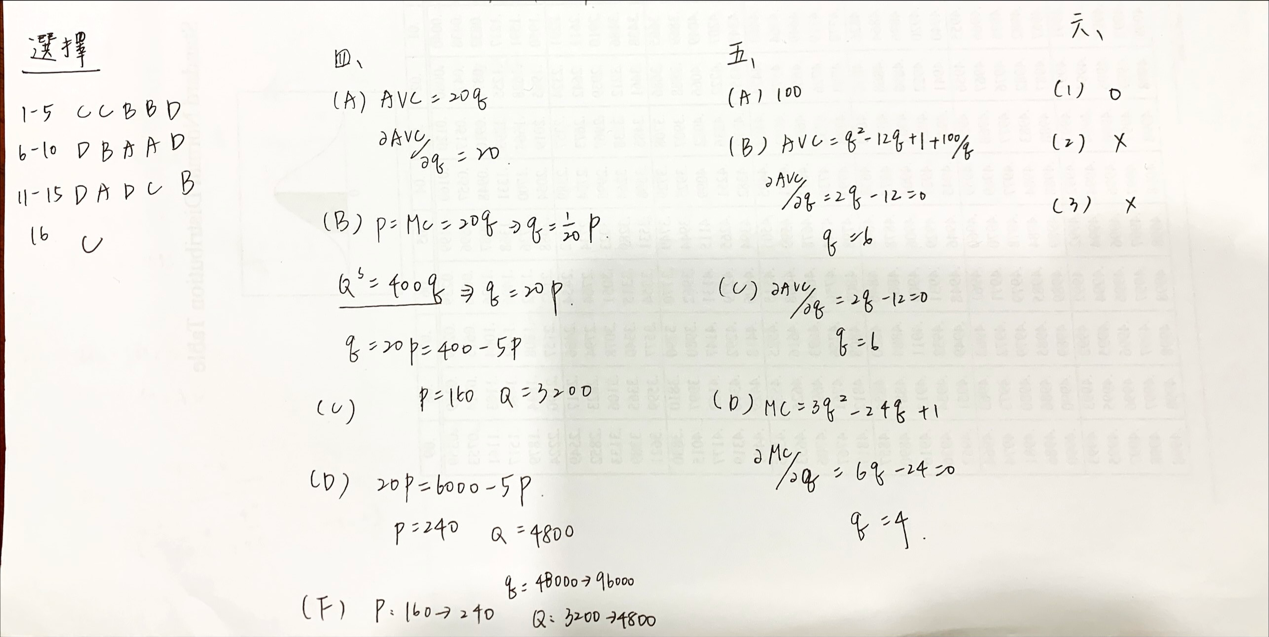 選擇
1-5 C C B B D
6-10 D B A A D
11-15 D A D C B
16 C
四、
(A) AVC = 20q
∂AVC/∂q = 20.
(B) P = MC = 20q ⇒ q = 1/20 P.
Qˢ = 400q ⇒ q = 20P.
q = 20P = 400 - 5P
P = 160 Q = 3200
(C)
(D) 20P = 6000 - 5P.
P = 240 Q = 4800
q = 48000 → 96000
(F) P: 160 → 240 Q: 3200 → 4800
五、
(A) 100
(B) AVC = q² - 12q + 1 + 100/q
∂AVC/∂q = 2q - 12 = 0
q = 6
(C) ∂AVC/∂q = 2q - 12 = 0
q = 6
(D) MC = 3q² - 24q + 1
∂MC/∂q = 6q - 24 = 0
q = 4.
六、
(1) O
(2) X
(3) X